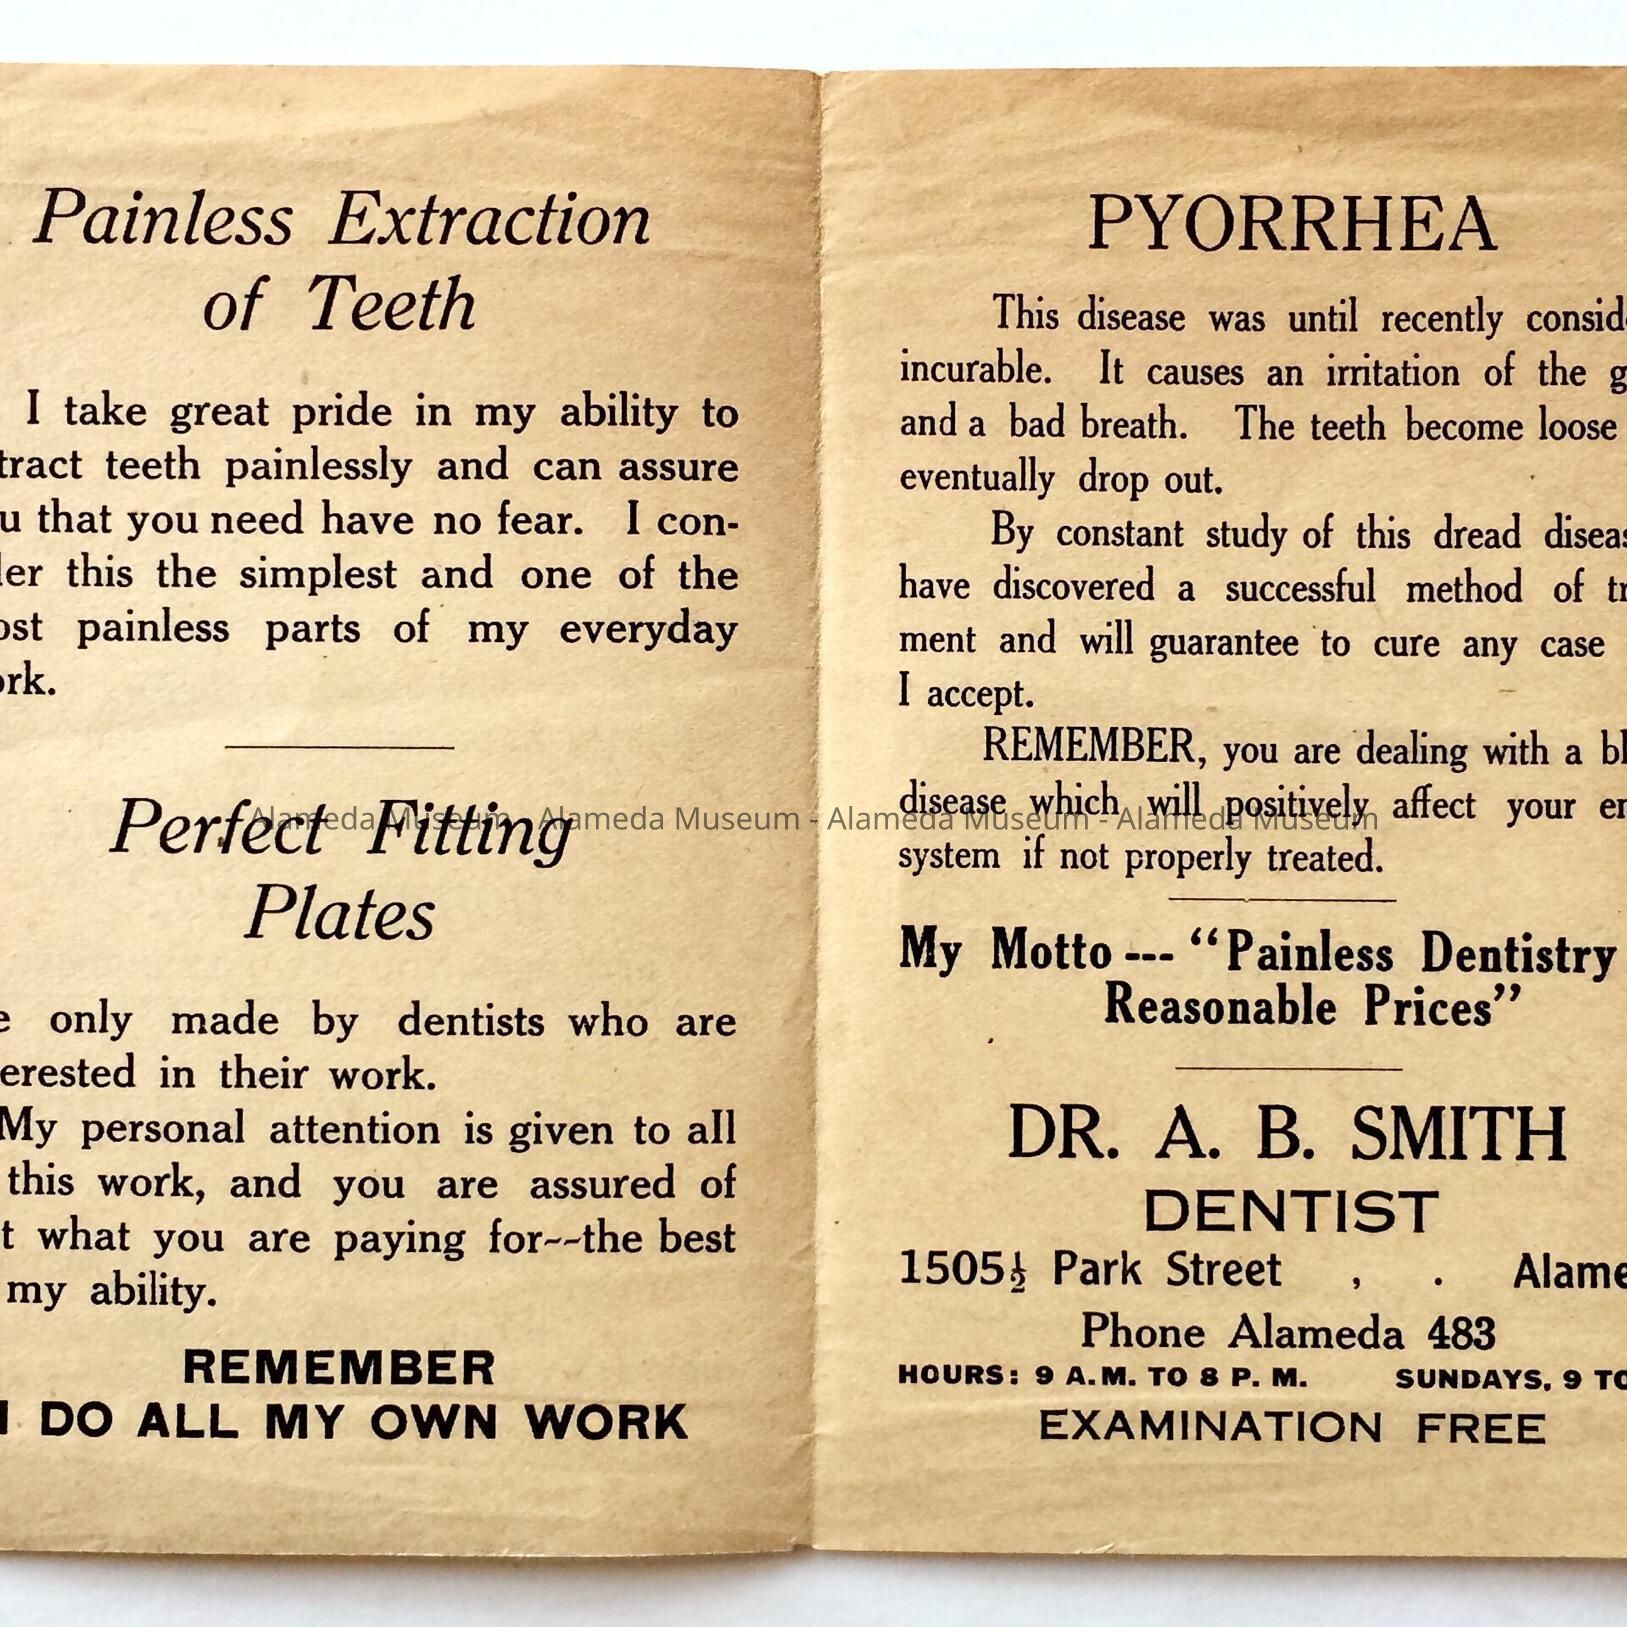 Painless Extraction
of Teeth
I take great pride in my ability to
tract teeth painlessly and can assure
u that you need have no fear. I con-
er this the simplest and one of the
ost painless parts of my everyday
ork.
Perfect Fitting
Plates
e only made by dentists who are
erested in their work.
My personal attention is given to all
this work, and you are assured of
t what you are paying for--the best
my ability.
REMEMBER
I DO ALL MY OWN WORK
PYORRHEA
This disease was until recently consid
incurable. It causes an irritation of the g
and a bad breath. The teeth become loose
eventually drop out.
By constant study of this dread diseas
have discovered a successful method of tr
ment and will guarantee to cure any case
I accept.
REMEMBER, you are dealing with a bl
disease which will positively affect your en
system if not properly treated.
My Motto --- “Painless Dentistry
Reasonable Prices”
DR. A. B. SMITH
DENTIST
1505½ Park Street , . Alame
Phone Alameda 483
HOURS: 9 A.M. TO 8 P. M. SUNDAYS, 9 TO
EXAMINATION FREE
Alameda Museum - Alameda Museum - Alameda Museum - Alameda Museum